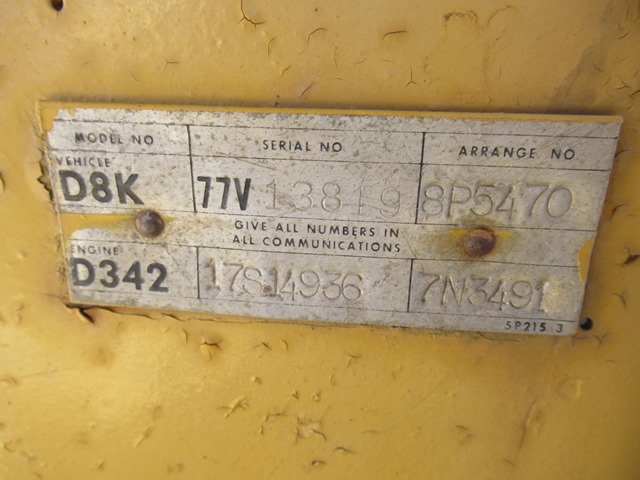 MODEL NO SERIAL NO ARRANGE NO
VEHICLE
D8K 77V 13819 8P5470
GIVE ALL NUMBERS IN
ALL COMMUNICATIONS
ENGINE
D342 17S14936 7N3491
SP215 3